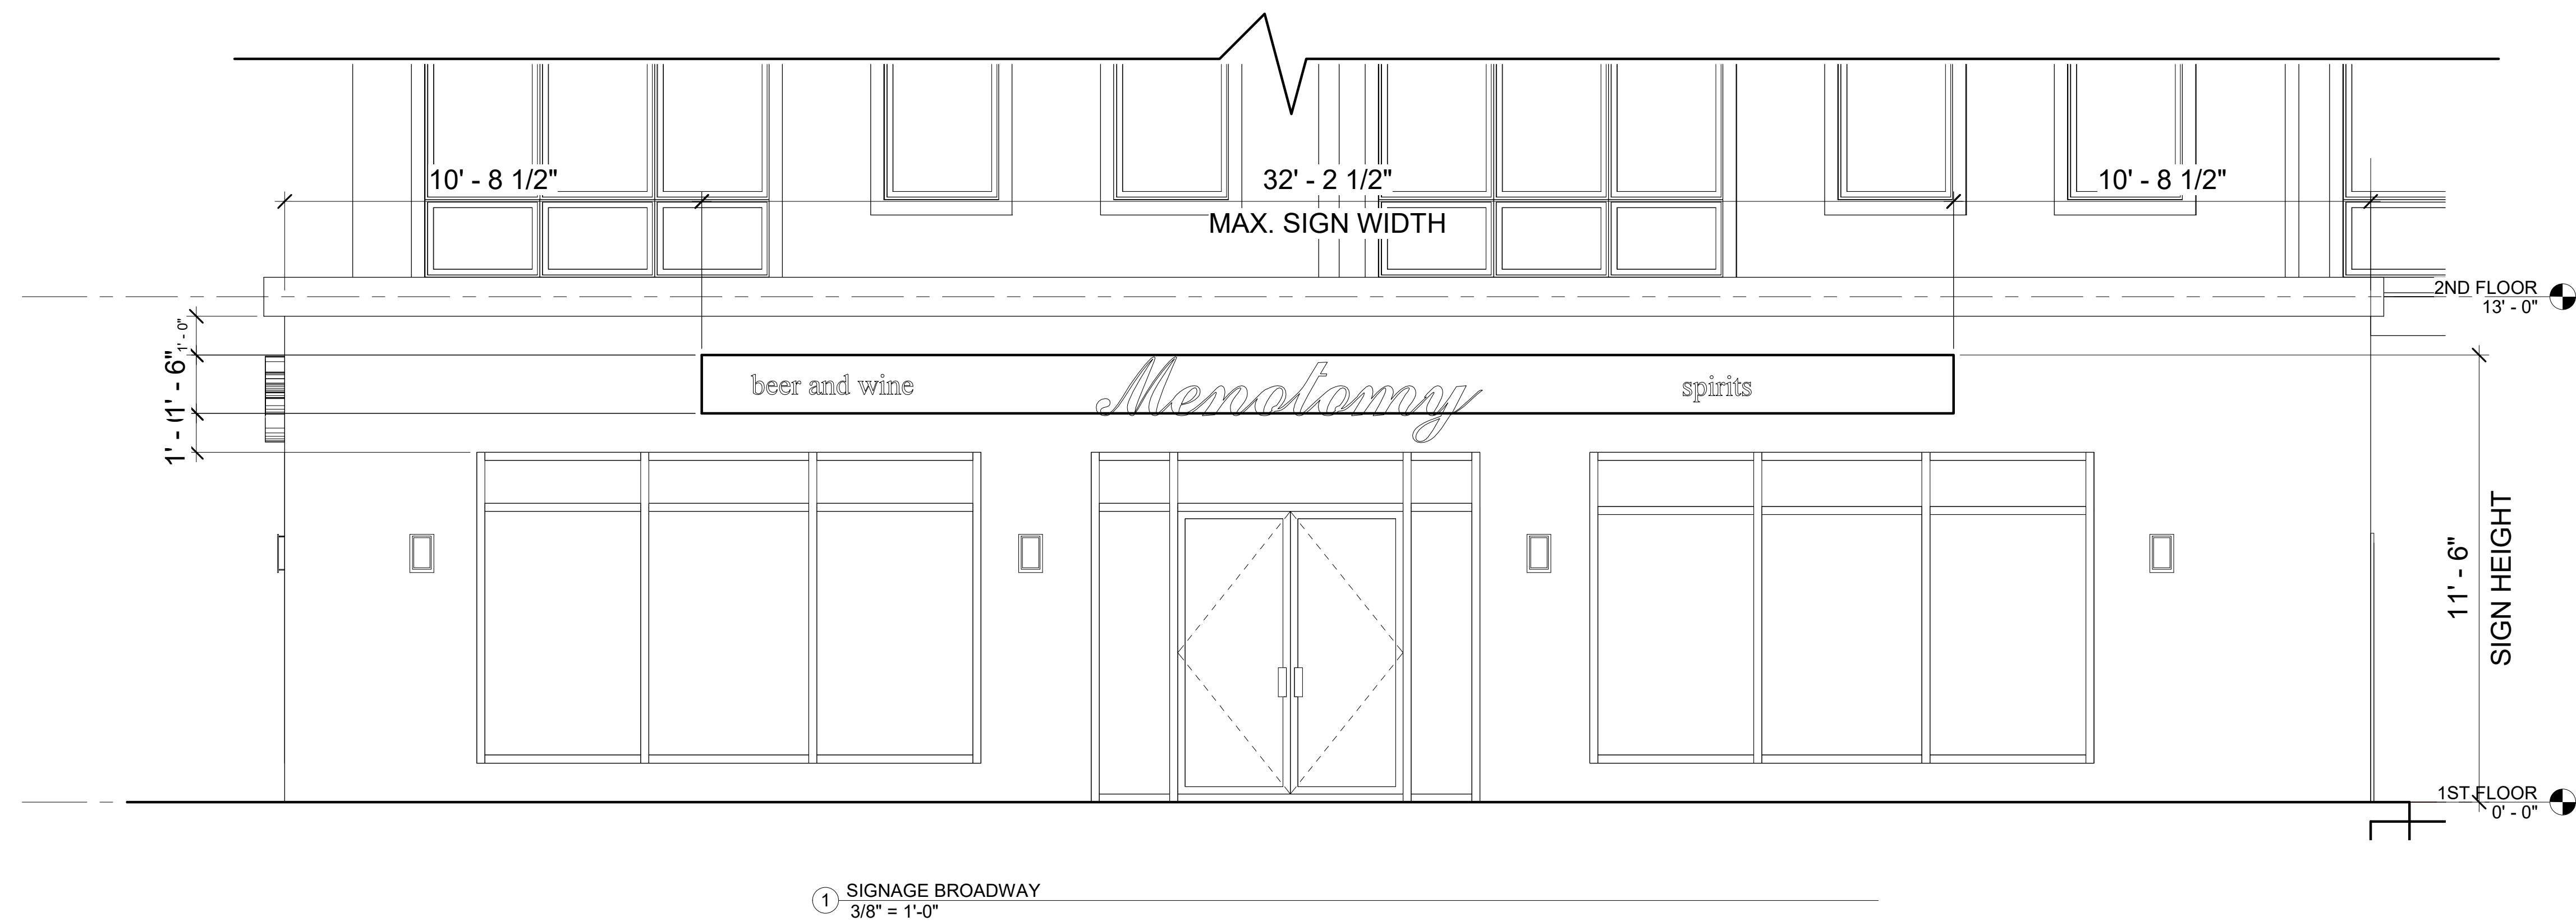 10' - 8 1/2"
32' - 2 1/2"
10' - 8 1/2"
MAX. SIGN WIDTH
2ND FLOOR
13' - 0"
1' - 0"
1' - 6"
beer and wine
Menotomy
spirits
11' - 6"
SIGN HEIGHT
1ST FLOOR
0' - 0"
1
SIGNAGE BROADWAY
3/8" = 1'-0"